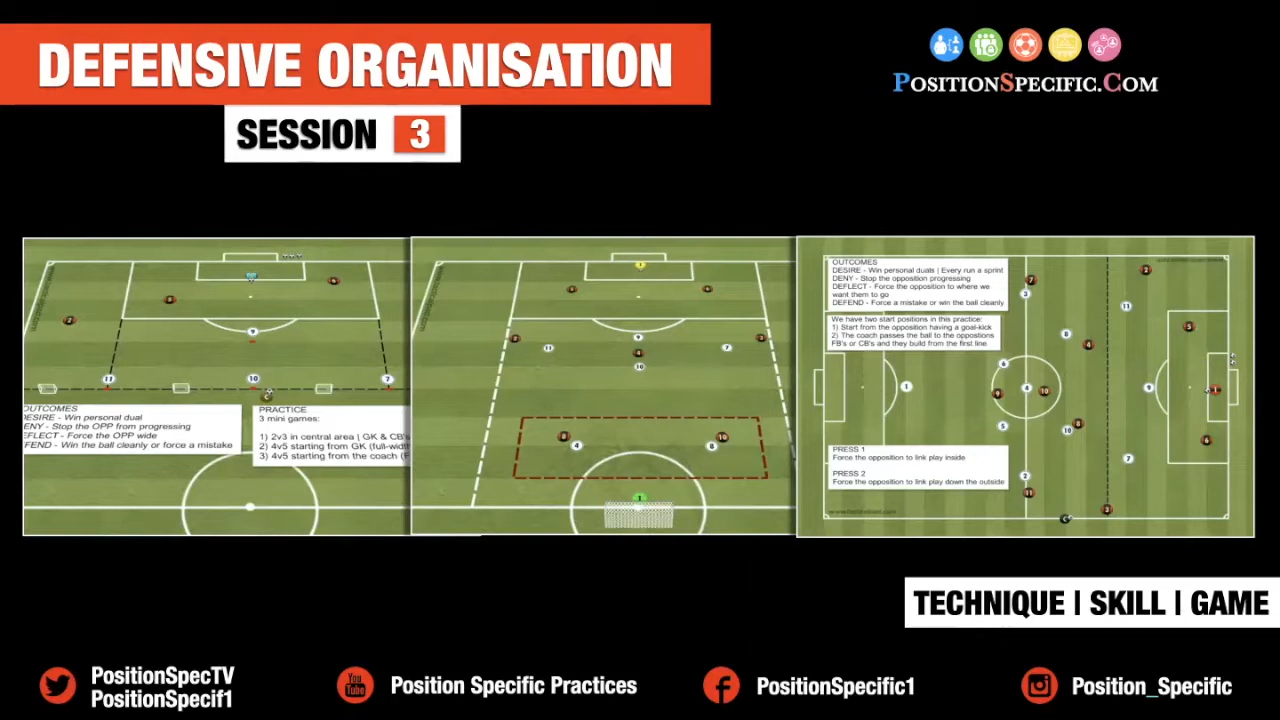 DEFENSIVE ORGANISATION
SESSION 3
POSITIONSPECIFIC.COM
OUTCOMES
DESIRE - Win personal dual
DENY - Stop the OPP from progressing
DEFLECT - Force the OPP wide
DEFEND - Win the ball cleanly or force a mistake
PRACTICE
3 mini games:
1) 2v3 in central area | GK & CB's
2) 4v5 starting from GK (full-widt
3) 4v5 starting from the coach (F
OUTCOMES
DESIRE - Win personal duals | Every run a sprint
DENY - Stop the opposition progressing
DEFLECT - Force the opposition to where we
want them to go
DEFEND - Force a mistake or win the ball cleanly
We have two start positions in this practice:
1) Start from the opposition having a goal-kick
2) The coach passes the ball to the oppositions
FB's or CB's and they build from the first line
PRESS 1
Force the opposition to link play inside
PRESS 2
Force the opposition to link play down the outside
TECHNIQUE | SKILL | GAME
PositionSpecTV
PositionSpecif1
You Tube
Position Specific Practices
PositionSpecific1
Position_Specific